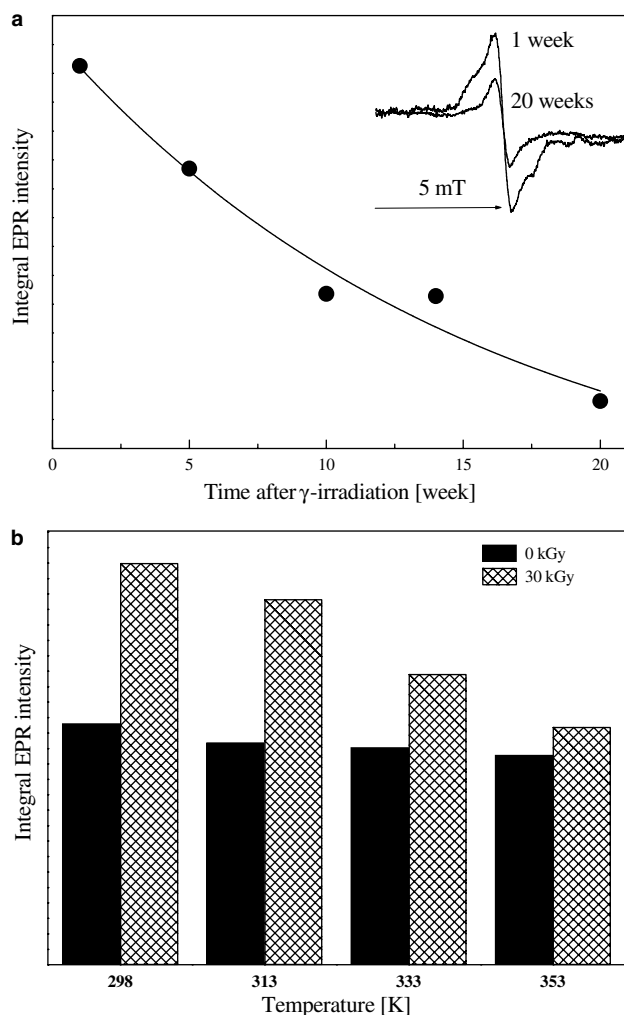 a
1 week
20 weeks
5 mT
Integral EPR intensity
0 5 10 15 20
Time after γ-irradiation [week]
b
0 kGy
30 kGy
Integral EPR intensity
298 313 333 353
Temperature [K]